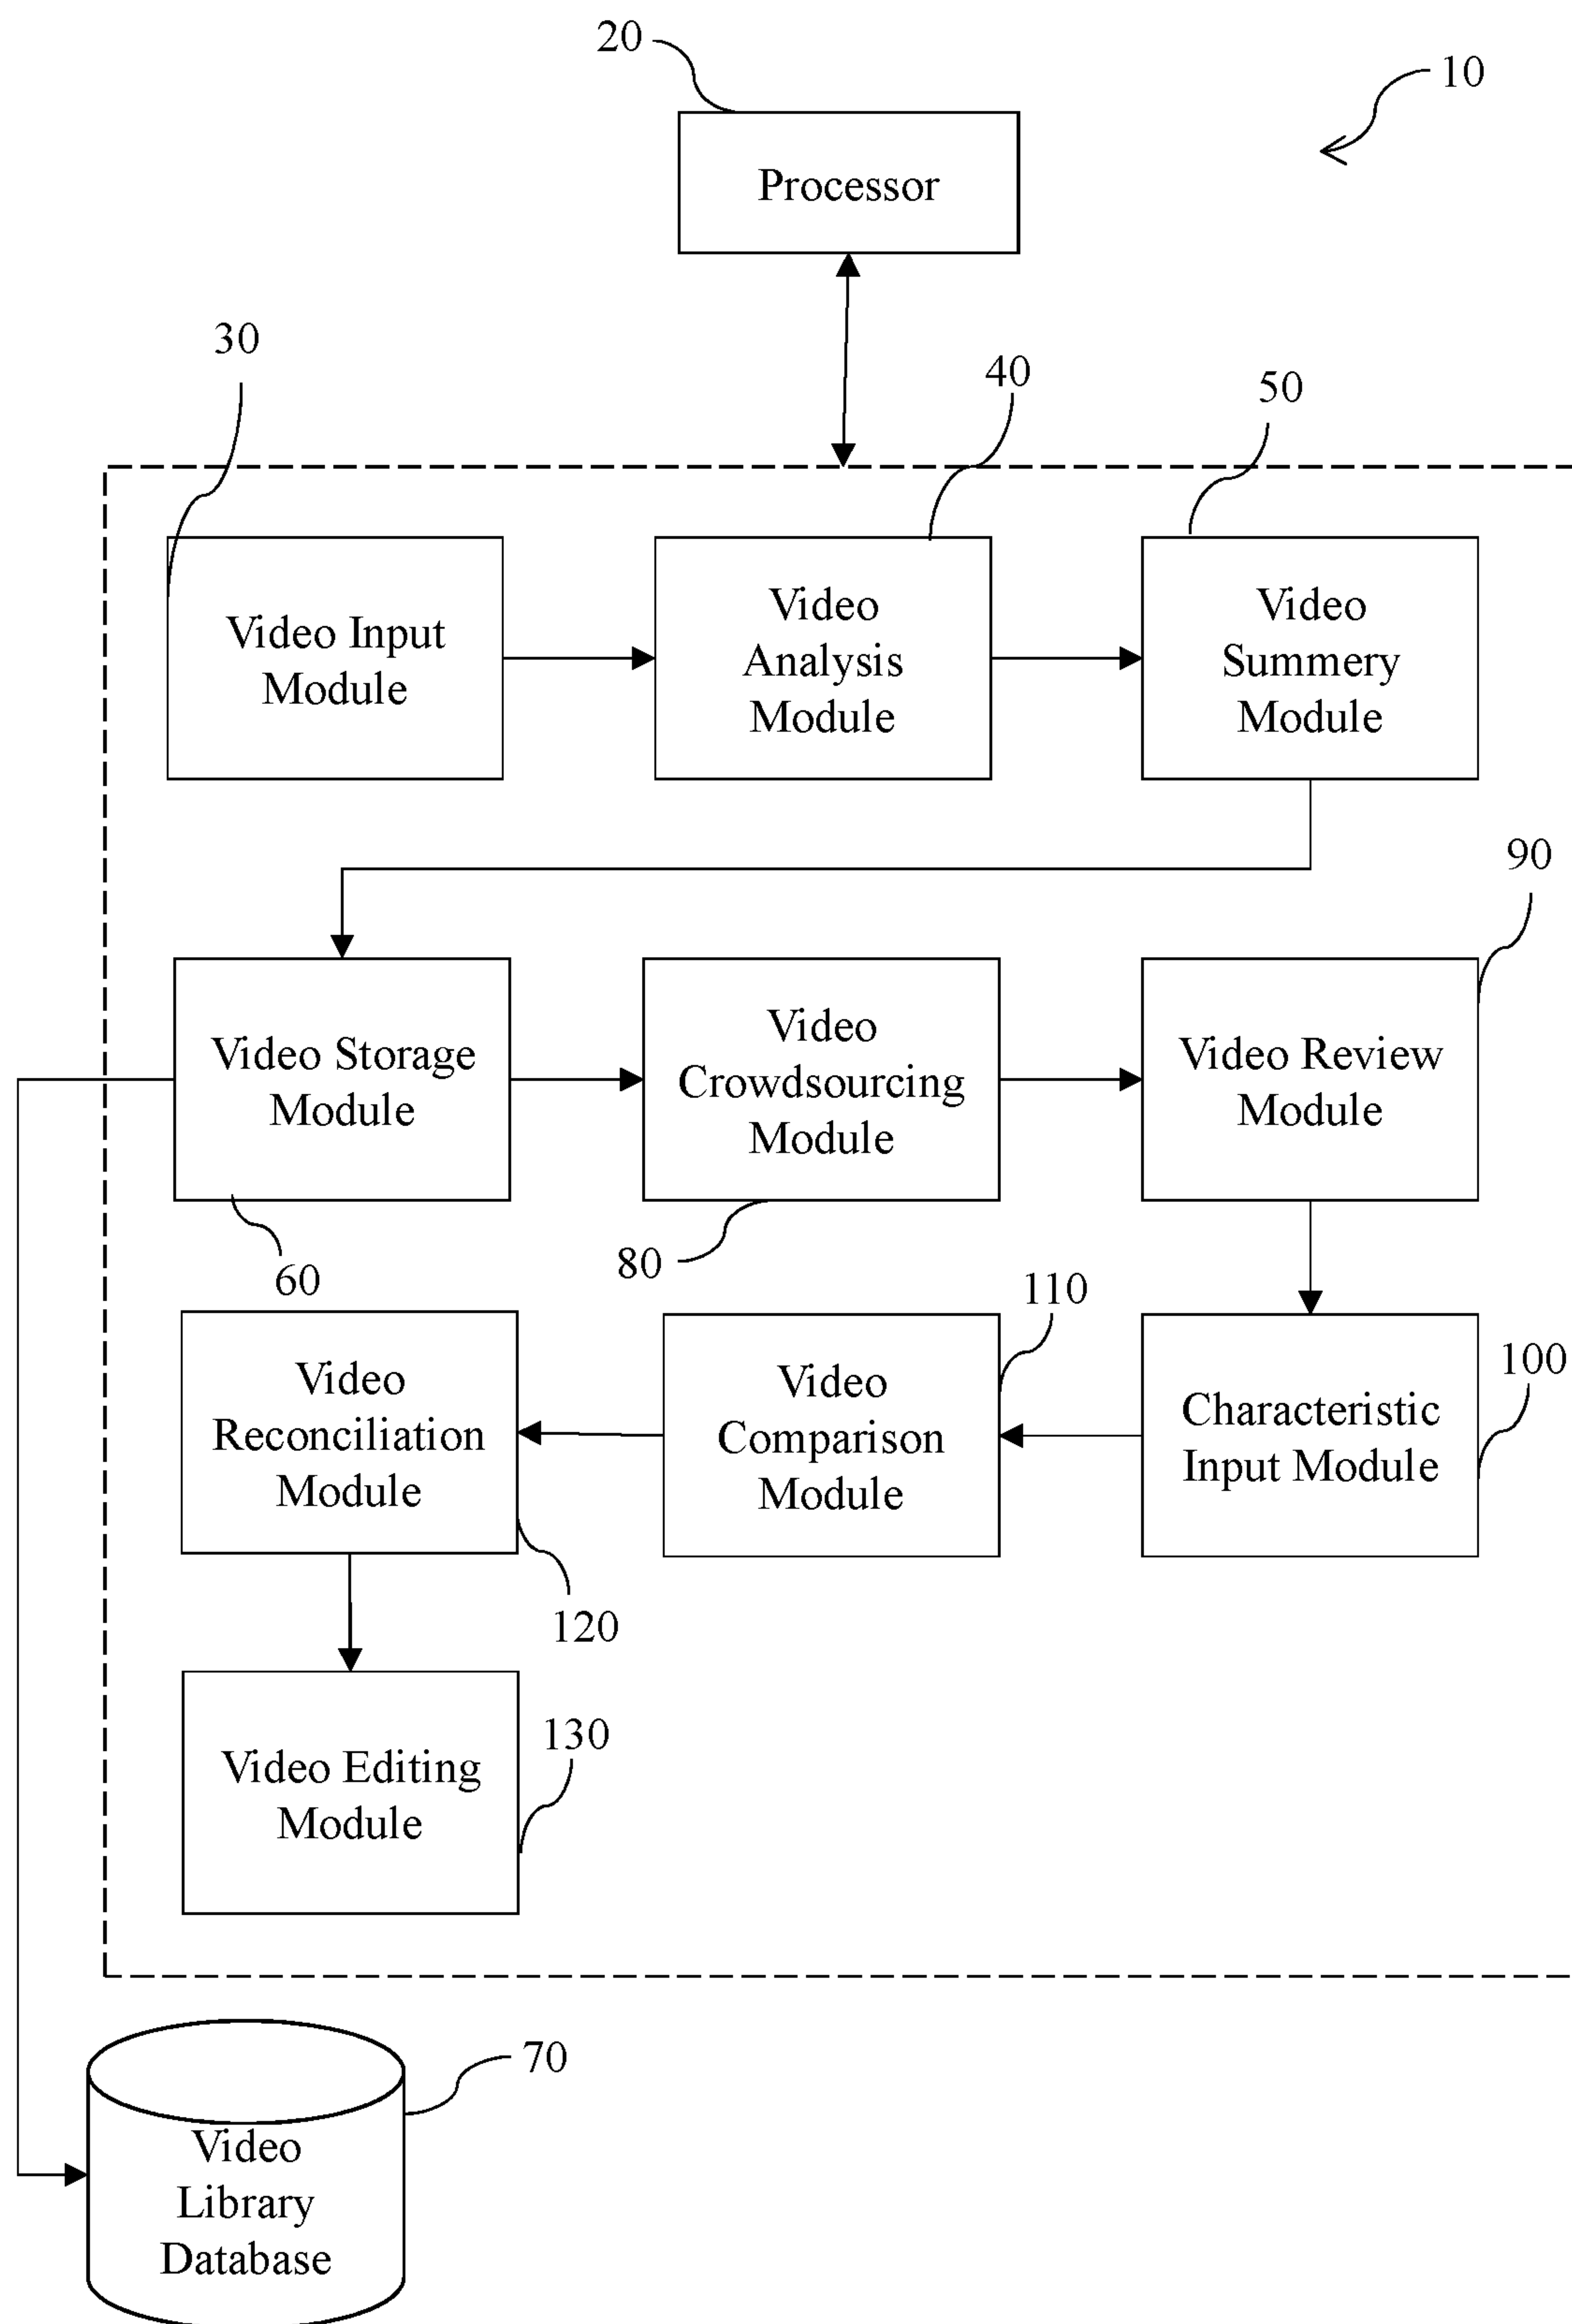 20
10
Processor
30
40
50
Video Input
Module
Video
Analysis
Module
Video
Summery
Module
90
Video Storage
Module
Video
Crowdsourcing
Module
Video Review
Module
60
80
110
100
Video
Reconciliation
Module
Video
Comparison
Module
Characteristic
Input Module
120
130
Video Editing
Module
70
Video
Library
Database